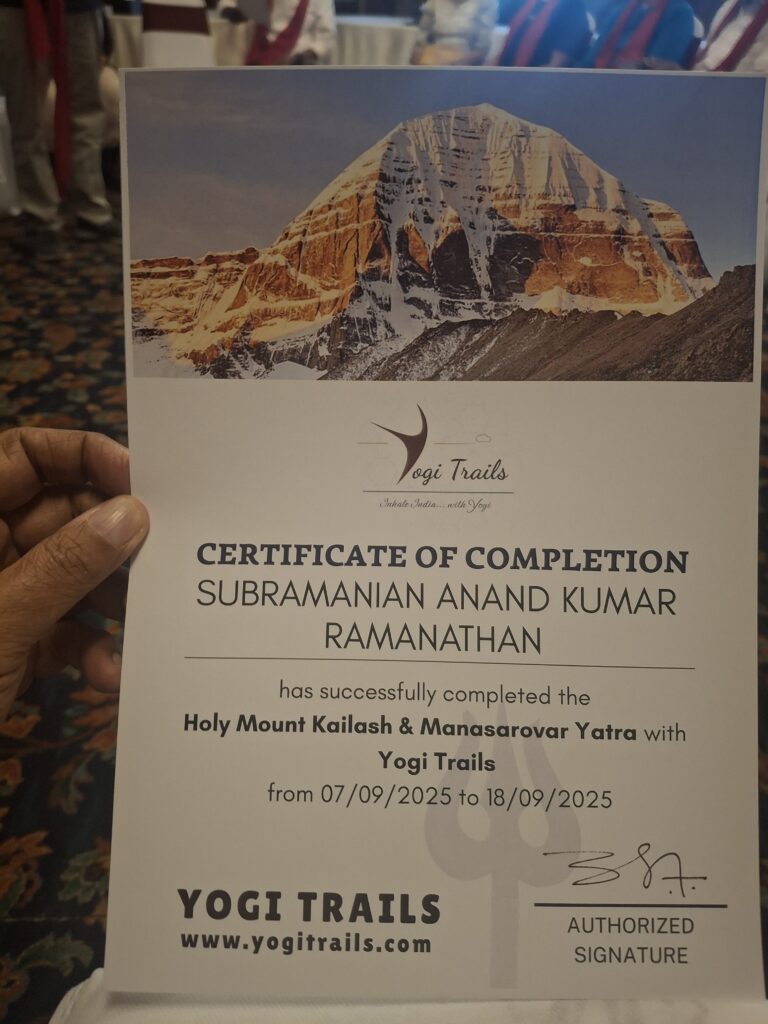 Yogi Trails
Inhale India... with Yogi
CERTIFICATE OF COMPLETION
SUBRAMANIAN ANAND KUMAR
RAMANATHAN
has successfully completed the
Holy Mount Kailash & Manasarovar Yatra with
Yogi Trails
from 07/09/2025 to 18/09/2025
YOGI TRAILS
www.yogitrails.com
AUTHORIZED
SIGNATURE